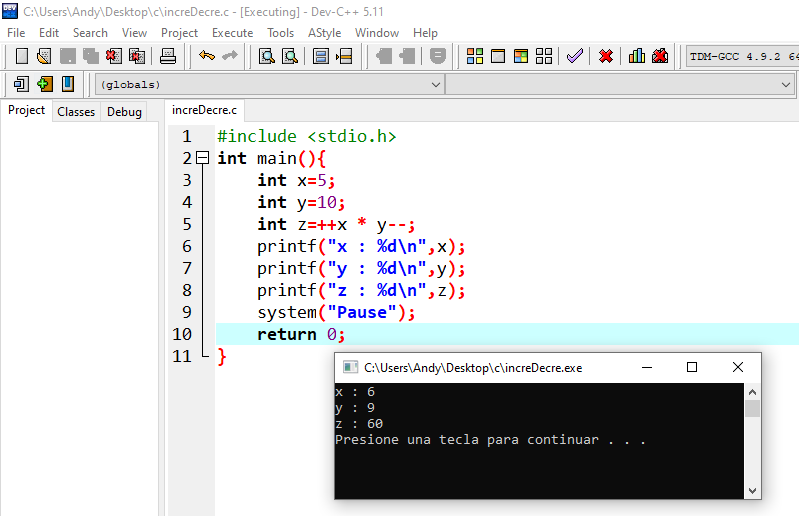 C:\Users\Andy\Desktop\c\increDecre.c - [Executing] - Dev-C++ 5.11
File Edit Search View Project Execute Tools AStyle Window Help
TDM-GCC 4.9.2 64
(globals)
Project Classes Debug
increDecre.c
1 #include <stdio.h>
2 int main(){
3 int x=5;
4 int y=10;
5 int z=++x * y--;
6 printf("x : %d\n",x);
7 printf("y : %d\n",y);
8 printf("z : %d\n",z);
9 system("Pause");
10 return 0;
11 }
C:\Users\Andy\Desktop\c\increDecre.exe
x : 6
y : 9
z : 60
Presione una tecla para continuar . . .